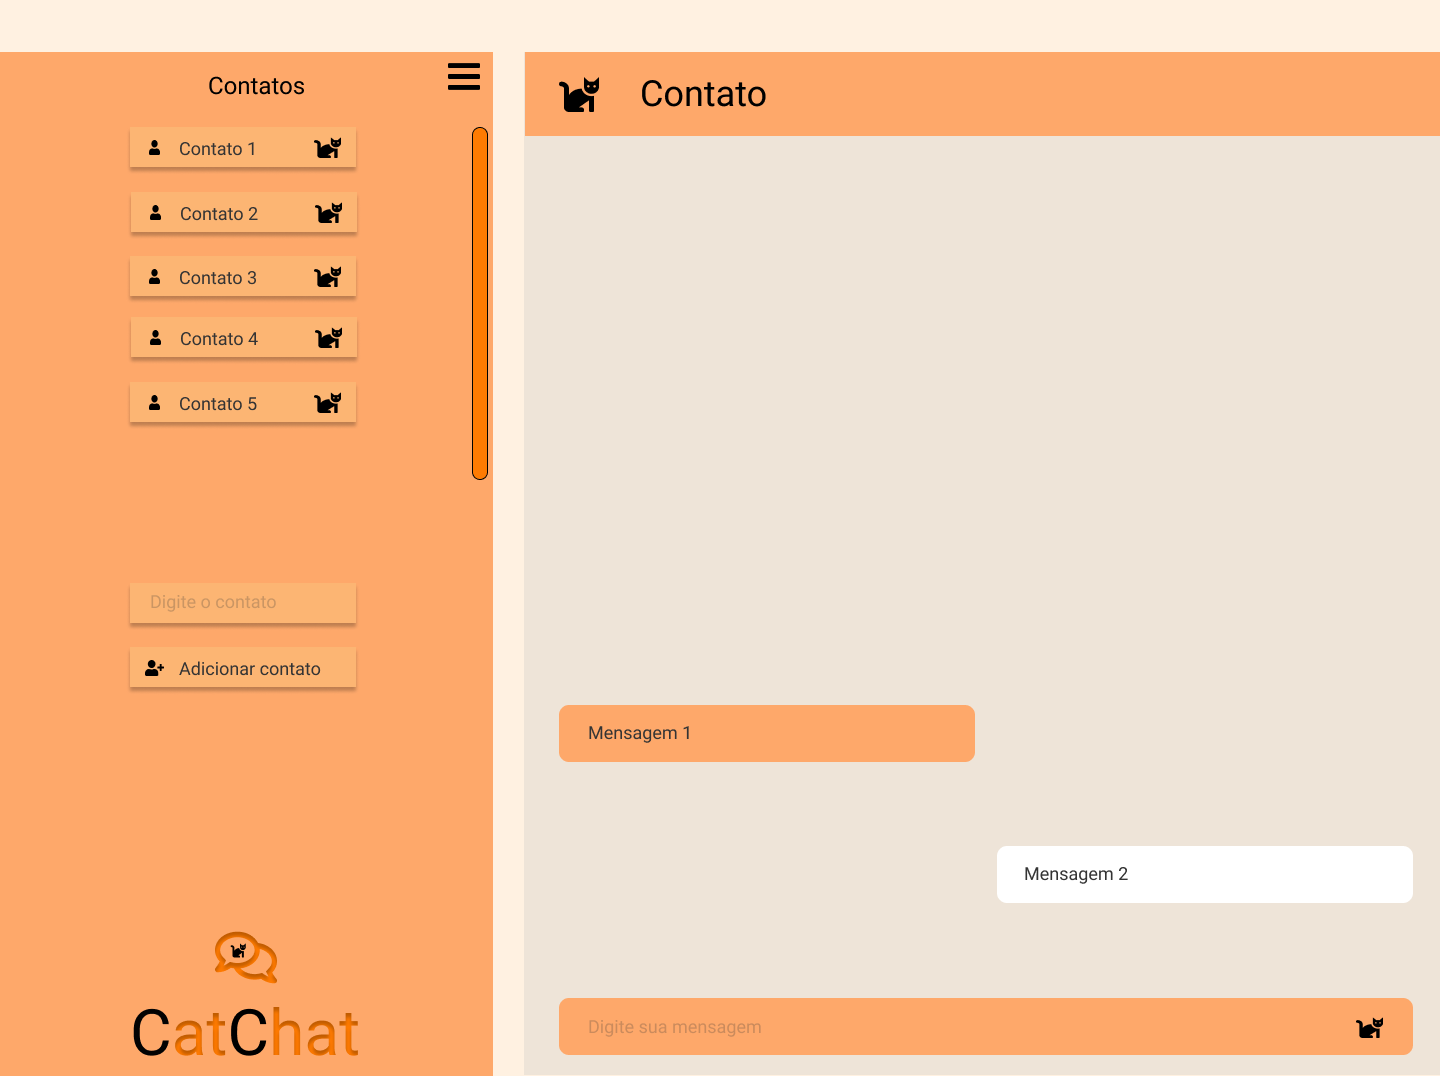 Contatos
Contato 1
Contato 2
Contato 3
Contato 4
Contato 5
Digite o contato
Adicionar contato
CatChat
Contato
Mensagem 1
Mensagem 2
Digite sua mensagem